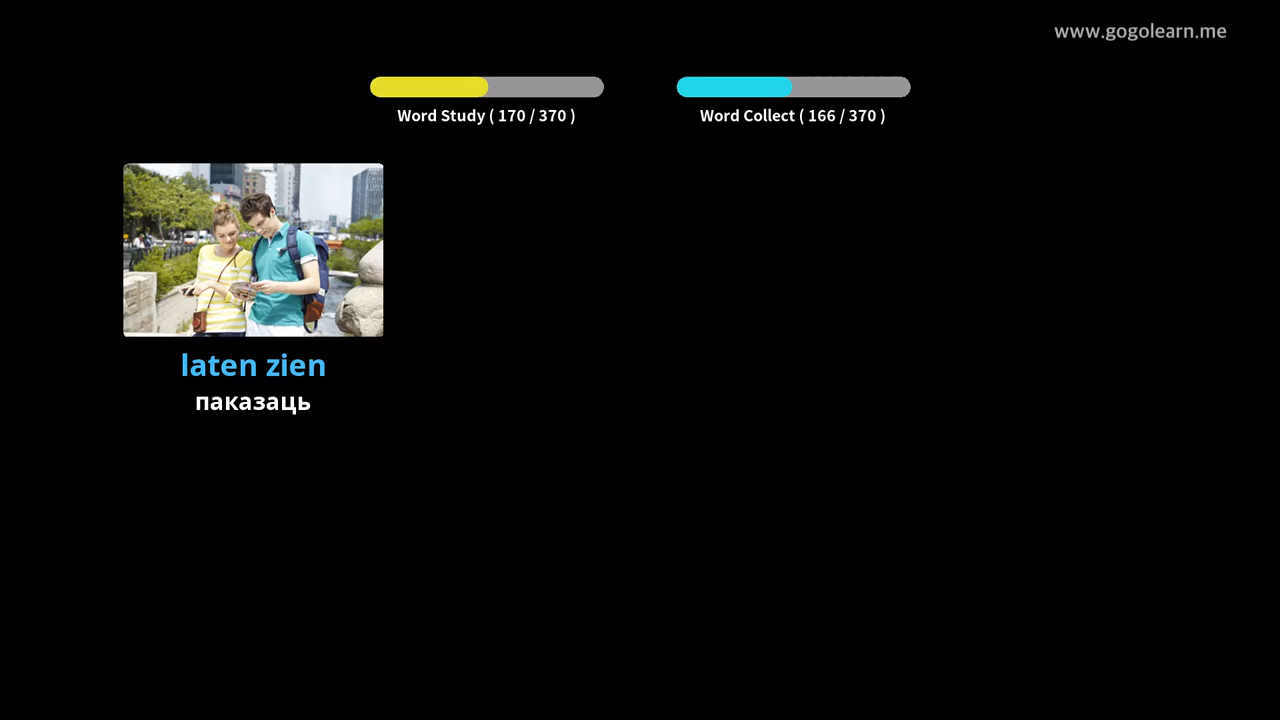 www.gogolearn.me
Word Study ( 170 / 370 )
Word Collect ( 166 / 370 )
laten zien
паказаць